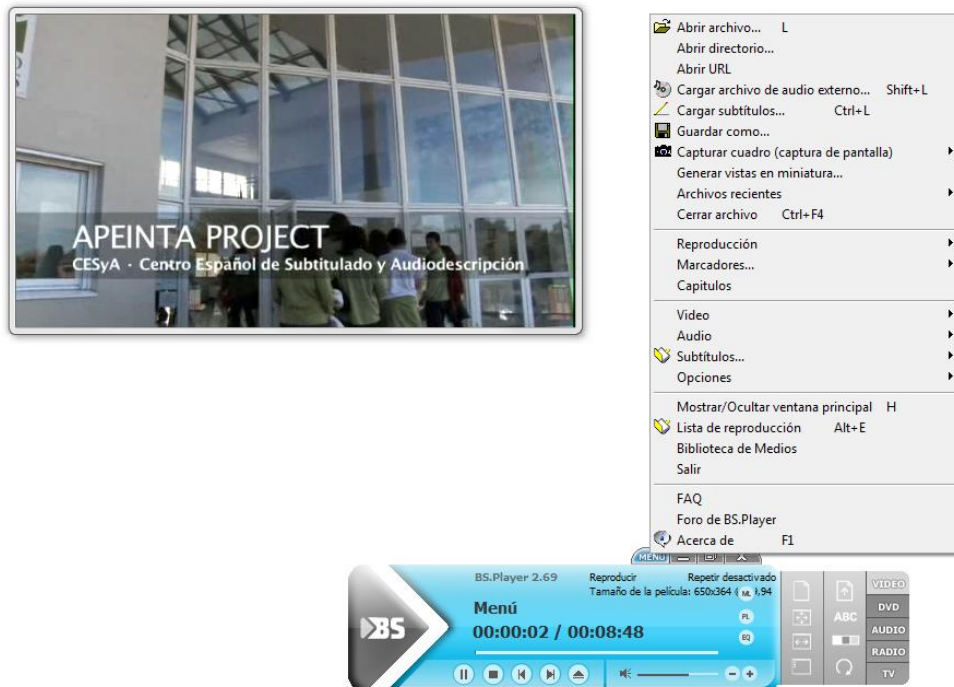 APEINTA PROJECT
CESyA · Centro Español de Subtitulado y Audiodescripción
Abrir archivo... L
Abrir directorio...
Abrir URL
Cargar archivo de audio externo... Shift+L
Cargar subtítulos... Ctrl+L
Guardar como...
Capturar cuadro (captura de pantalla)
Generar vistas en miniatura...
Archivos recientes
Cerrar archivo Ctrl+F4
Reproducción
Marcadores...
Capitulos
Video
Audio
Subtítulos...
Opciones
Mostrar/Ocultar ventana principal H
Lista de reproducción Alt+E
Biblioteca de Medios
Salir
FAQ
Foro de BS.Player
Acerca de F1
MENU
BS.Player 2.69 Reproducir Repetir desactivado
Tamaño de la película: 650x364
Menú
00:00:02 / 00:08:48
BS
ML
PL
EQ
ABC
VIDEO
DVD
AUDIO
RADIO
TV